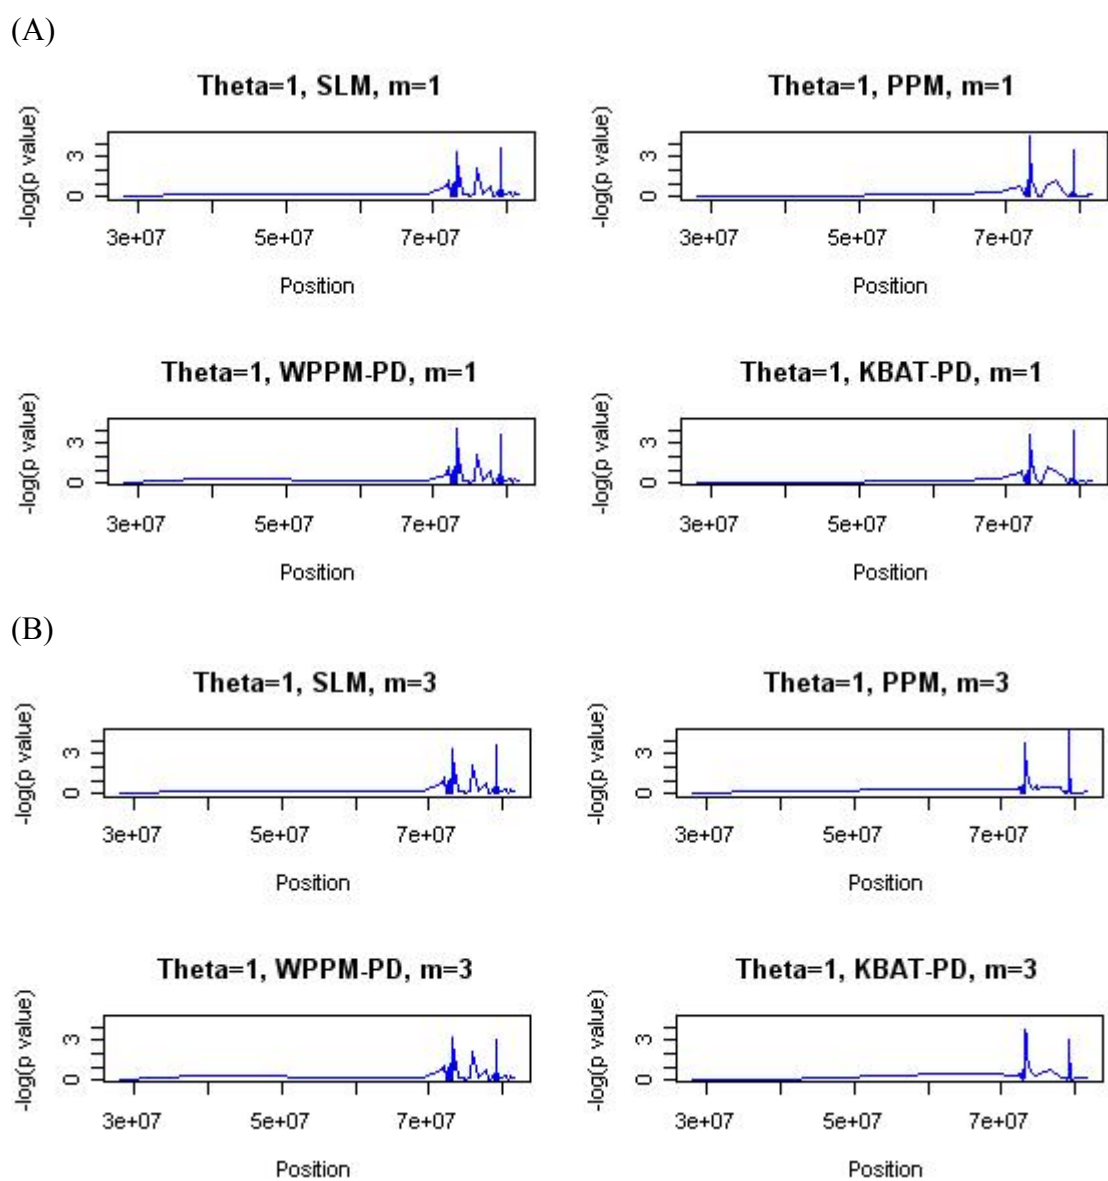 (A)
Theta=1, SLM, m=1
-log(p value)
3
0
3e+07 5e+07 7e+07
Position
Theta=1, PPM, m=1
-log(p value)
3
0
3e+07 5e+07 7e+07
Position
Theta=1, WPPM-PD, m=1
-log(p value)
3
0
3e+07 5e+07 7e+07
Position
Theta=1, KBAT-PD, m=1
-log(p value)
3
0
3e+07 5e+07 7e+07
Position
(B)
Theta=1, SLM, m=3
-log(p value)
3
0
3e+07 5e+07 7e+07
Position
Theta=1, PPM, m=3
-log(p value)
3
0
3e+07 5e+07 7e+07
Position
Theta=1, WPPM-PD, m=3
-log(p value)
3
0
3e+07 5e+07 7e+07
Position
Theta=1, KBAT-PD, m=3
-log(p value)
3
0
3e+07 5e+07 7e+07
Position